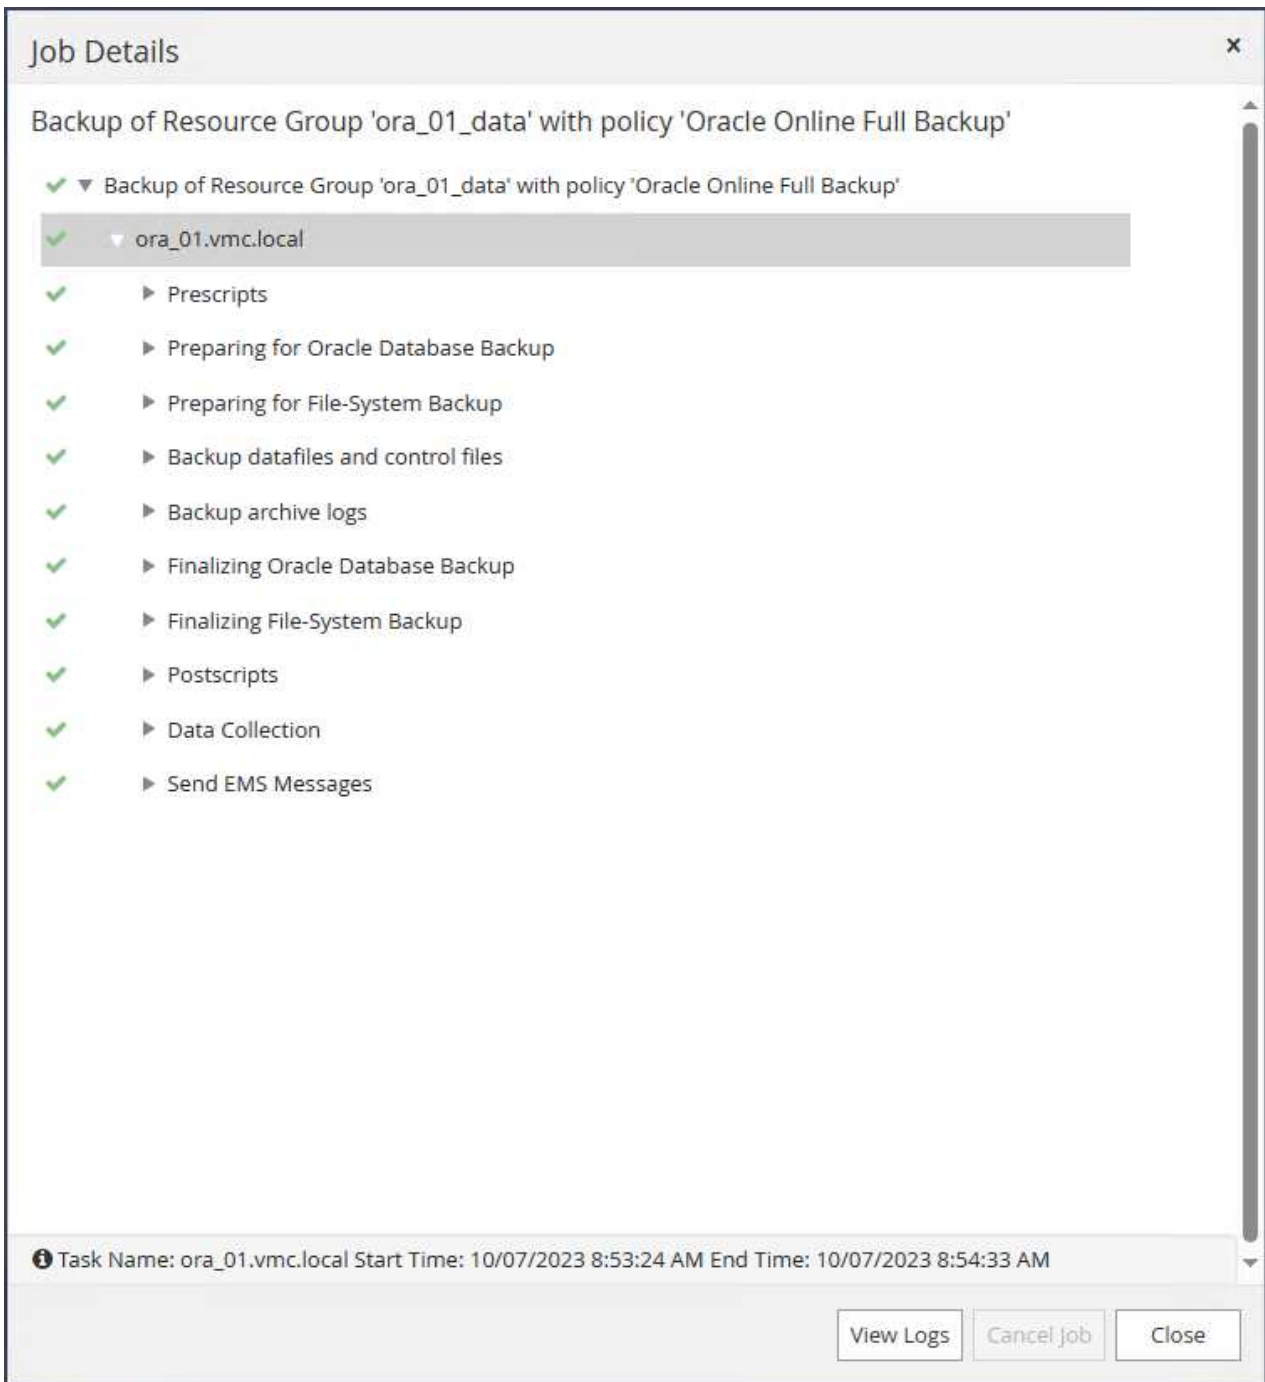 Job Details
Backup of Resource Group 'ora_01_data' with policy 'Oracle Online Full Backup'
Backup of Resource Group 'ora_01_data' with policy 'Oracle Online Full Backup'
ora_01.vmc.local
Prescripts
Preparing for Oracle Database Backup
Preparing for File-System Backup
Backup datafiles and control files
Backup archive logs
Finalizing Oracle Database Backup
Finalizing File-System Backup
Postscripts
Data Collection
Send EMS Messages
Task Name: ora_01.vmc.local Start Time: 10/07/2023 8:53:24 AM End Time: 10/07/2023 8:54:33 AM
View Logs Cancel Job Close